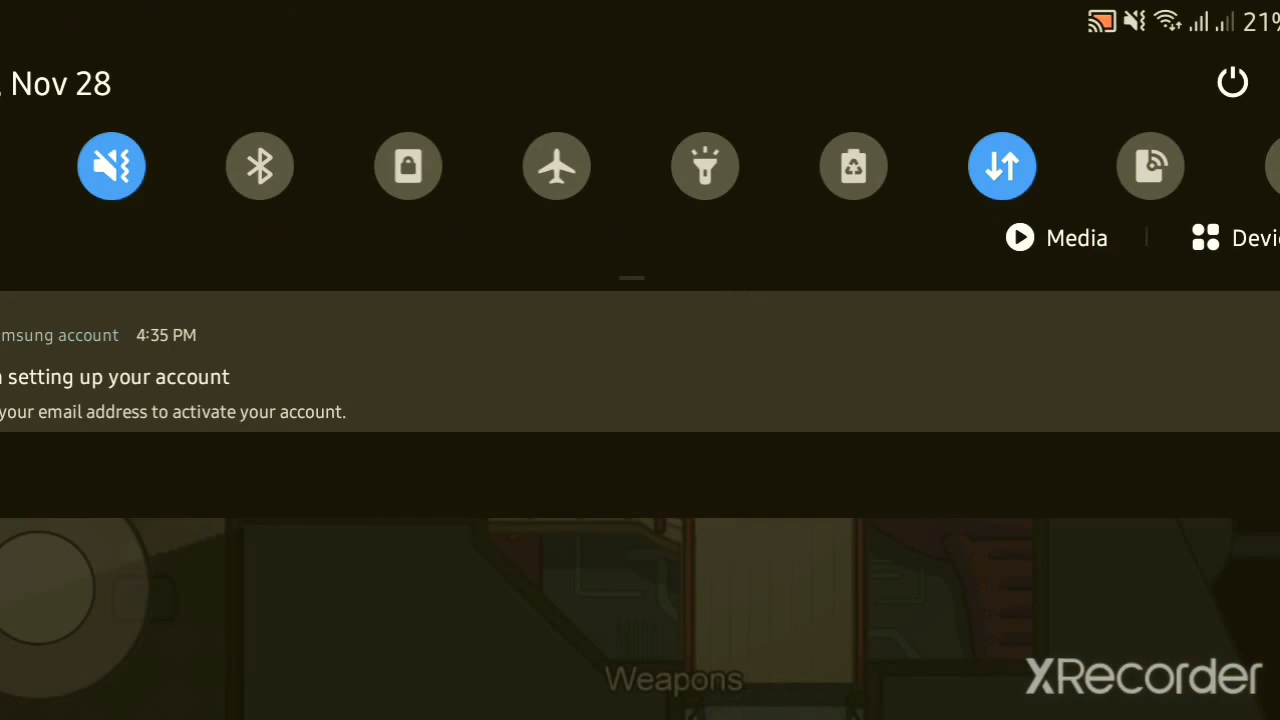 21%
, Nov 28
Media
Devi
msung account 4:35 PM
setting up your account
your email address to activate your account.
Weapons
XRecorder